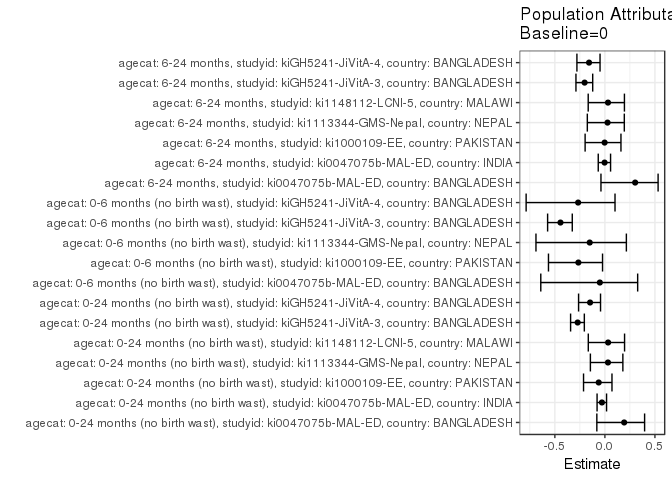 Population Attributa
Baseline=0
agecat: 6-24 months, studyid: kiGH5241-JiVitA-4, country: BANGLADESH
agecat: 6-24 months, studyid: kiGH5241-JiVitA-3, country: BANGLADESH
agecat: 6-24 months, studyid: ki1148112-LCNI-5, country: MALAWI
agecat: 6-24 months, studyid: ki1113344-GMS-Nepal, country: NEPAL
agecat: 6-24 months, studyid: ki1000109-EE, country: PAKISTAN
agecat: 6-24 months, studyid: ki0047075b-MAL-ED, country: INDIA
agecat: 6-24 months, studyid: ki0047075b-MAL-ED, country: BANGLADESH
agecat: 0-6 months (no birth wast), studyid: kiGH5241-JiVitA-4, country: BANGLADESH
agecat: 0-6 months (no birth wast), studyid: kiGH5241-JiVitA-3, country: BANGLADESH
agecat: 0-6 months (no birth wast), studyid: ki1113344-GMS-Nepal, country: NEPAL
agecat: 0-6 months (no birth wast), studyid: ki1000109-EE, country: PAKISTAN
agecat: 0-6 months (no birth wast), studyid: ki0047075b-MAL-ED, country: BANGLADESH
agecat: 0-24 months (no birth wast), studyid: kiGH5241-JiVitA-4, country: BANGLADESH
agecat: 0-24 months (no birth wast), studyid: kiGH5241-JiVitA-3, country: BANGLADESH
agecat: 0-24 months (no birth wast), studyid: ki1148112-LCNI-5, country: MALAWI
agecat: 0-24 months (no birth wast), studyid: ki1113344-GMS-Nepal, country: NEPAL
agecat: 0-24 months (no birth wast), studyid: ki1000109-EE, country: PAKISTAN
agecat: 0-24 months (no birth wast), studyid: ki0047075b-MAL-ED, country: INDIA
agecat: 0-24 months (no birth wast), studyid: ki0047075b-MAL-ED, country: BANGLADESH
-0.5 0.0 0.5
Estimate